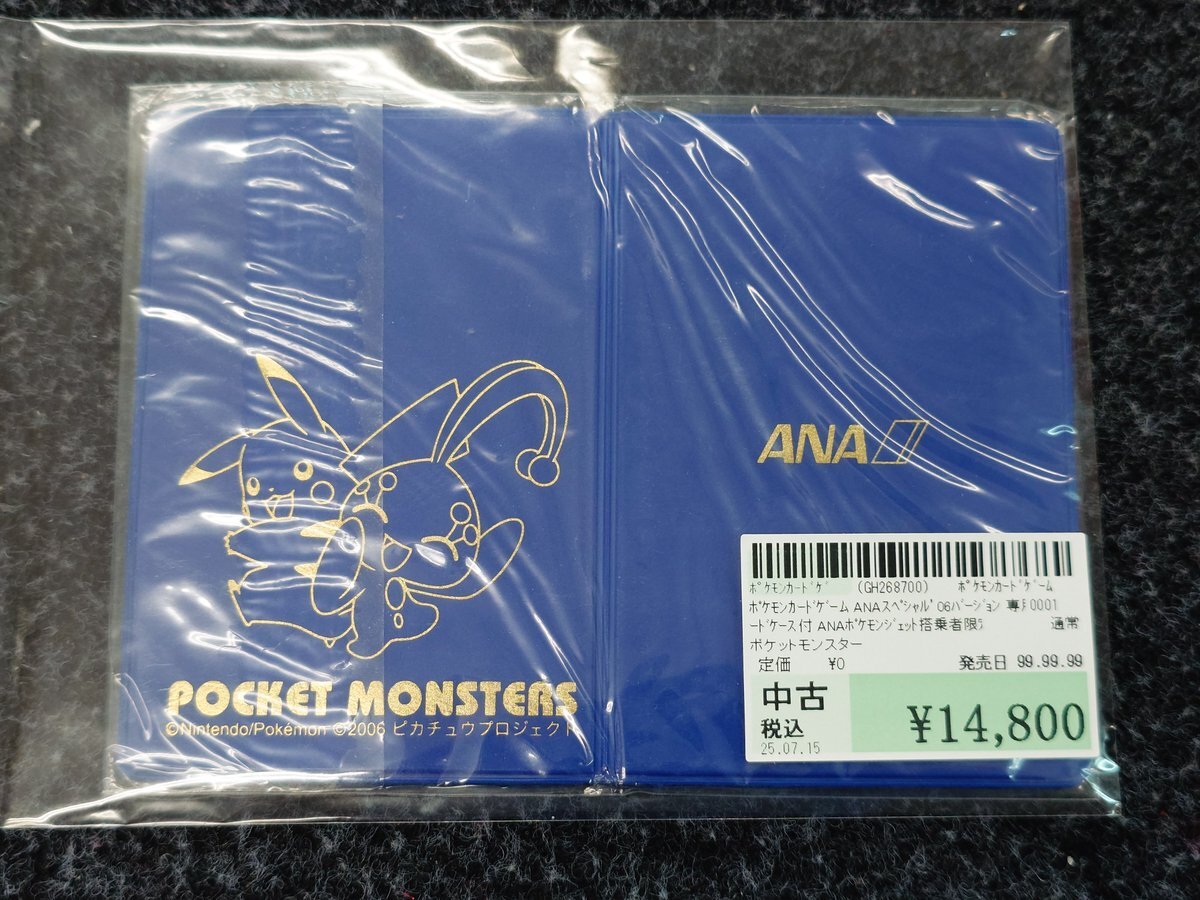 POCKET MONSTERS
©Nintendo/Pokémon ©2006 ピカチュウプロジェクト
ANA
ﾎﾟｹﾓﾝｶｰﾄﾞｹﾞ (GH268700) ﾎﾟｹﾓﾝｶｰﾄﾞｹﾞｰﾑ
ポケモンカードゲーム ANAスペシャル 06バージョン 専用 0001
ードケース付 ANAポケモンジェット搭乗者限定 通常
ポケットモンスター
定価 ¥0 発売日 99.99.99
中古 ¥14,800
税込
25.07.15